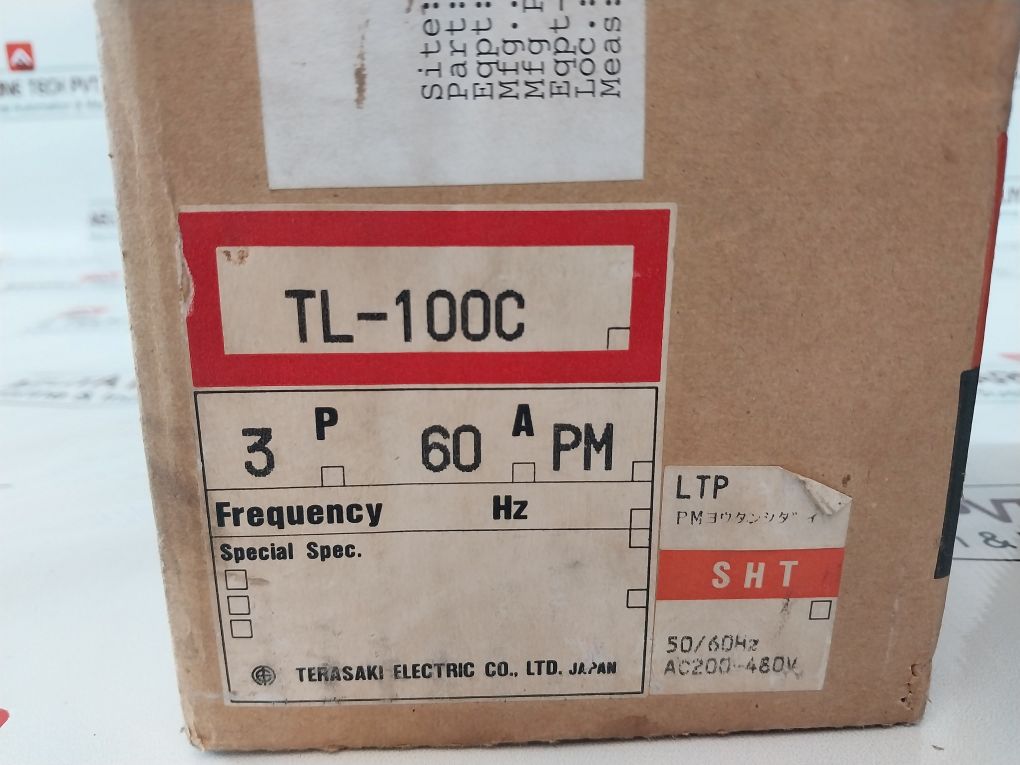 Site:
Part:
Eqpt:
Mfg.:
Mfg P
Eqpt-
Loc.:
Meas:
TL-100C
3 P 60 A PM
Frequency Hz
Special Spec.
TERASAKI ELECTRIC CO., LTD. JAPAN
LTP
PMヨウタンシダイ
SHT
50/60Hz
AC200-480V